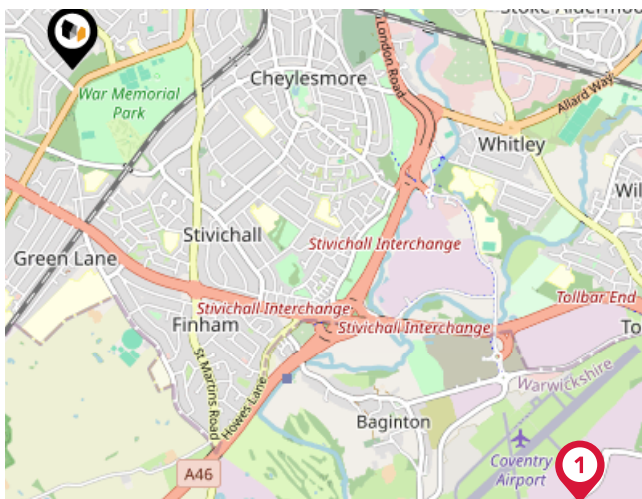 Stoke Aldermoor
London Road
Cheylesmore
Allard Way
War Memorial
Park
Whitley
Wil
Stivichall
Stivichall Interchange
Green Lane
Tollbar End
Stivichall Interchange
Stivichall Interchange
Finham
To
St Martins Road
Howes Lane
Warwickshire
Baginton
A46
Coventry
Airport
1